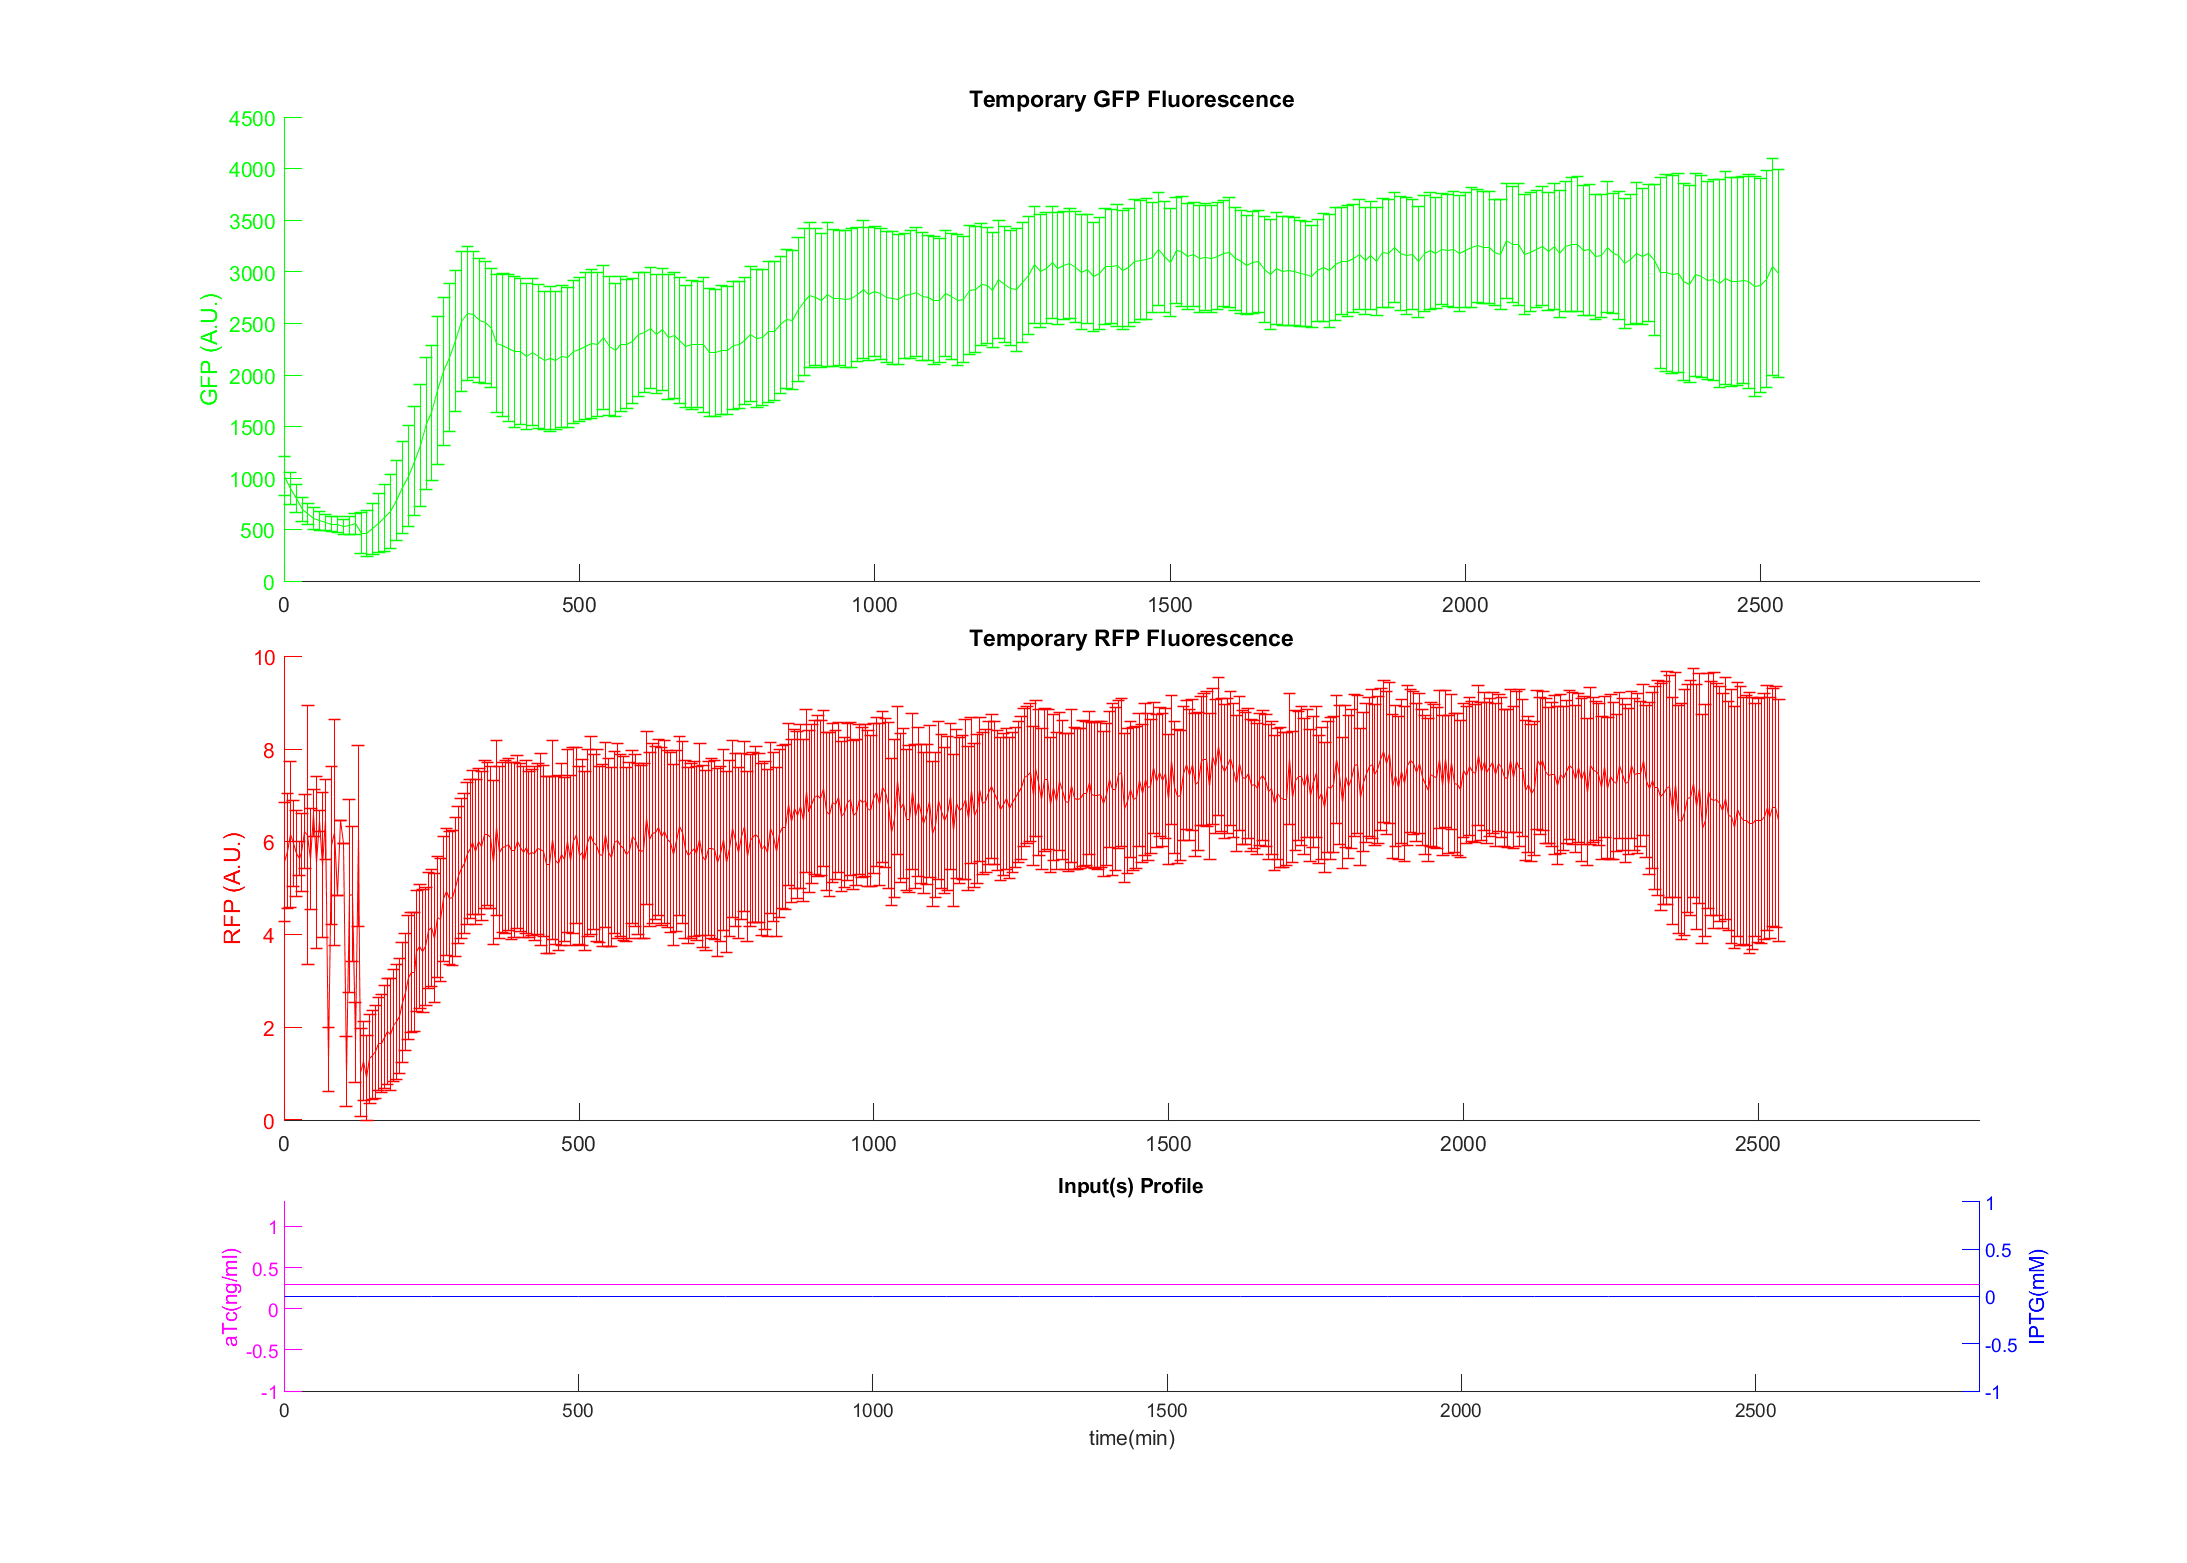 Temporary GFP Fluorescence
4500
4000
3500
3000
2500
2000
1500
1000
500
0
GFP (A.U.)
0 500 1000 1500 2000 2500
Temporary RFP Fluorescence
10
8
6
4
2
0
RFP (A.U.)
0 500 1000 1500 2000 2500
Input(s) Profile
1
0.5
0
-0.5
-1
aTc(ng/ml)
1
0.5
0
-0.5
-1
IPTG(mM)
0 500 1000 1500 2000 2500
time(min)